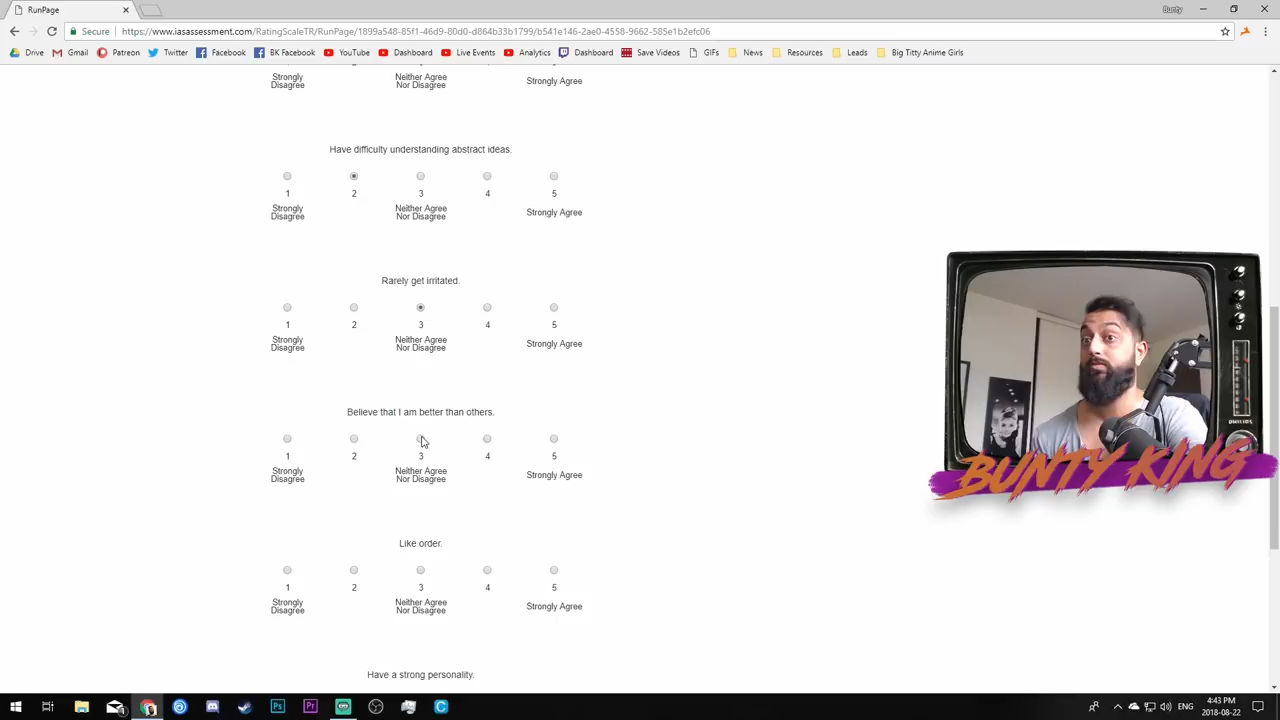 RunPage
Bunty
Secure | https://www.iasassessment.com/RatingScaleTR/RunPage/1899a548-85f1-46d9-80d0-d864b33b1799/b541e146-2ae0-4558-9662-585e1b2efc06
Drive Gmail Patreon Twitter Facebook BK Facebook YouTube Dashboard Live Events Analytics Dashboard Save Videos GIFs News Resources Leads Big Titty Anime Girls
Strongly Disagree Neither Agree Nor Disagree Strongly Agree
Have difficulty understanding abstract ideas.
1 2 3 4 5
Strongly Disagree Neither Agree Nor Disagree Strongly Agree
Rarely get irritated.
1 2 3 4 5
Strongly Disagree Neither Agree Nor Disagree Strongly Agree
Believe that I am better than others.
1 2 3 4 5
Strongly Disagree Neither Agree Nor Disagree Strongly Agree
Like order.
1 2 3 4 5
Strongly Disagree Neither Agree Nor Disagree Strongly Agree
Have a strong personality.
PHILIPS
BUNTY KING
ENG
4:43 PM
2018-08-22